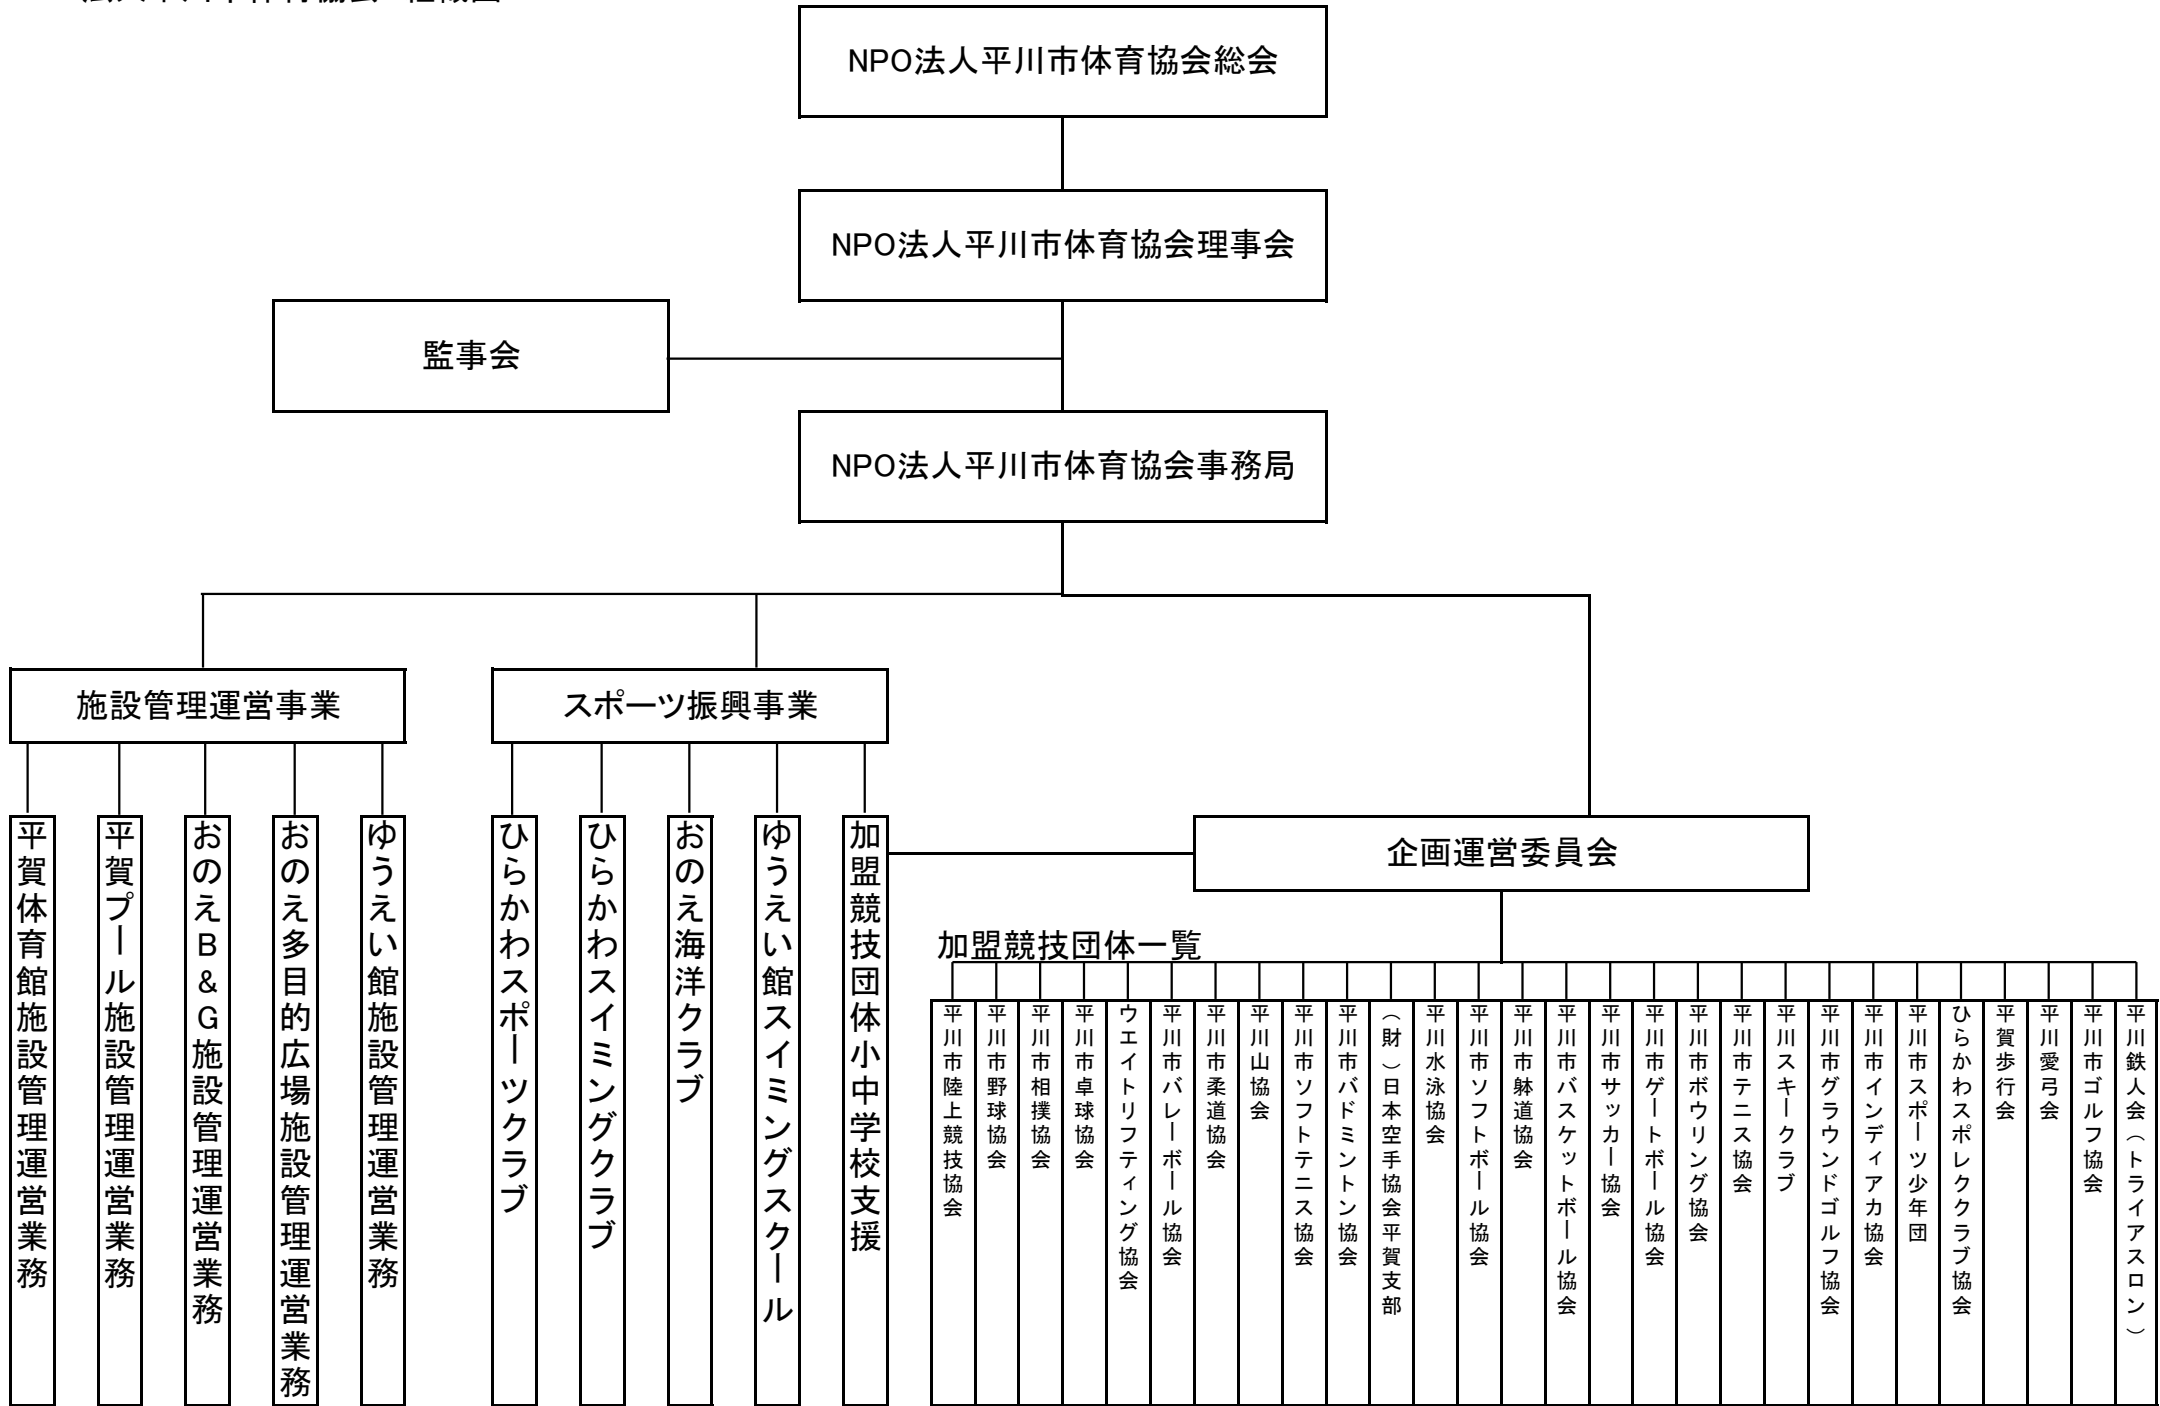 NPO法人平川市体育協会総会
NPO法人平川市体育協会理事会
監事会
NPO法人平川市体育協会事務局
施設管理運営事業
スポーツ振興事業
平賀体育館施設管理運営業務
平賀プール施設管理運営業務
おのえB&G施設管理運営業務
おのえ多目的広場施設管理運営業務
ゆうえい館施設管理運営業務
ひらかわスポーツクラブ
ひらかわスイミングクラブ
おのえ海洋クラブ
ゆうえい館スイミングスクール
加盟競技団体小中学校支援
企画運営委員会
加盟競技団体一覧
平川市陸上競技協会
平川市野球協会
平川市相撲協会
平川市卓球協会
ウエイトリフティング協会
平川市バレーボール協会
平川市柔道協会
平川山協会
平川市ソフトテニス協会
平川市バドミントン協会
（財）日本空手協会平賀支部
平川水泳協会
平川市ソフトボール協会
平川市躰道協会
平川市バスケットボール協会
平川市サッカー協会
平川市ゲートボール協会
平川市ボウリング協会
平川市テニス協会
平川スキークラブ
平川市グラウンドゴルフ協会
平川市インディアカ協会
平川市スポーツ少年団
ひらかわスポレククラブ協会
平賀歩行会
平川愛弓会
平川市ゴルフ協会
平川鉄人会（トライアスロン）